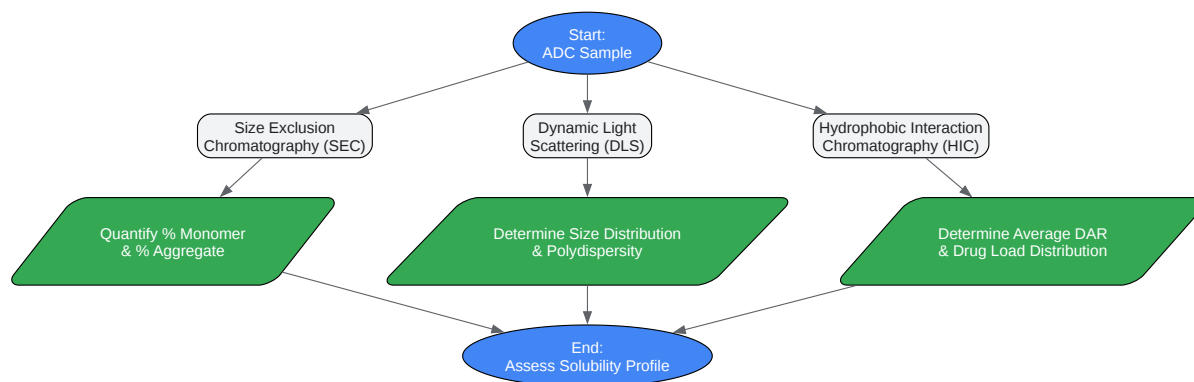 Start:
ADC Sample
Size Exclusion
Chromatography (SEC)
Dynamic Light
Scattering (DLS)
Hydrophobic Interaction
Chromatography (HIC)
Quantify % Monomer
& % Aggregate
Determine Size Distribution
& Polydispersity
Determine Average DAR
& Drug Load Distribution
End:
Assess Solubility Profile